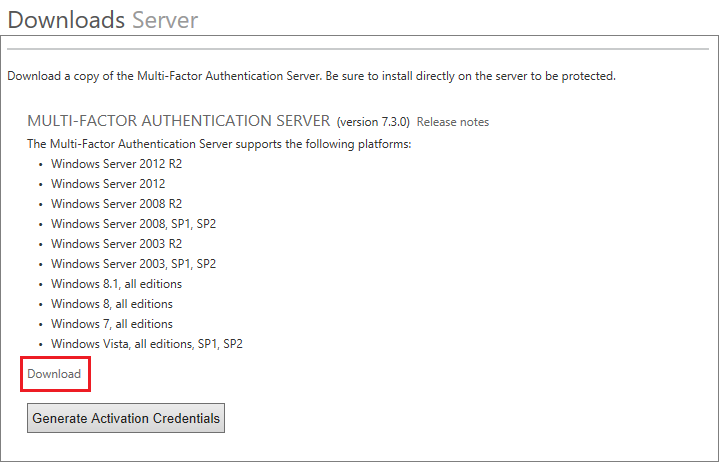 Downloads Server
Download a copy of the Multi-Factor Authentication Server. Be sure to install directly on the server to be protected.
MULTI-FACTOR AUTHENTICATION SERVER (version 7.3.0) Release notes
The Multi-Factor Authentication Server supports the following platforms:
• Windows Server 2012 R2
• Windows Server 2012
• Windows Server 2008 R2
• Windows Server 2008, SP1, SP2
• Windows Server 2003 R2
• Windows Server 2003, SP1, SP2
• Windows 8.1, all editions
• Windows 8, all editions
• Windows 7, all editions
• Windows Vista, all editions, SP1, SP2
Download
Generate Activation Credentials